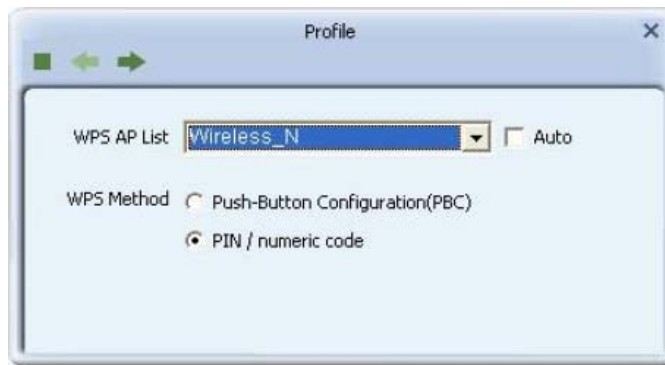 Profile
WPS AP List Wireless_N Auto
WPS Method Push-Button Configuration(PBC)
PIN / numeric code